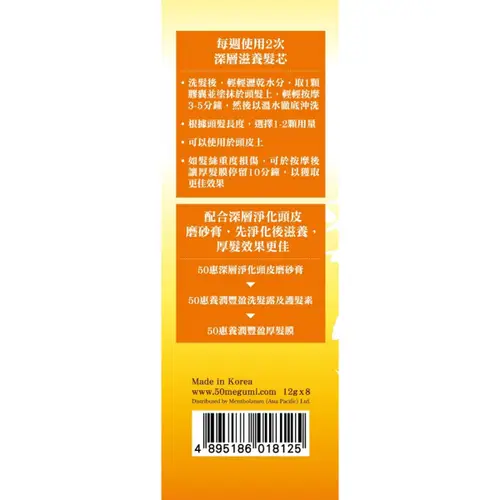 每週使用2次
深層滋養髮芯
• 洗髮後，輕輕瀝乾水分，取1顆
膠囊並塗抹於頭髮上，輕輕按摩
3-5分鐘，然後以溫水徹底沖洗
• 根據頭髮長度，選擇1-2顆用量
• 可以使用於頭皮上
• 如髮絲重度損傷，可於按摩後
讓厚髮膜停留10分鐘，以獲取
更佳效果
配合深層淨化頭皮
磨砂膏，先淨化後滋養，
厚髮效果更佳
50惠深層淨化頭皮磨砂膏
50惠養潤豐盈洗髮露及護髮素
50惠養潤豐盈厚髮膜
Made in Korea
www.50megumi.com 12g x 8
Distributed by Mentholatum (Asia Pacific) Ltd.
4 895186 018125